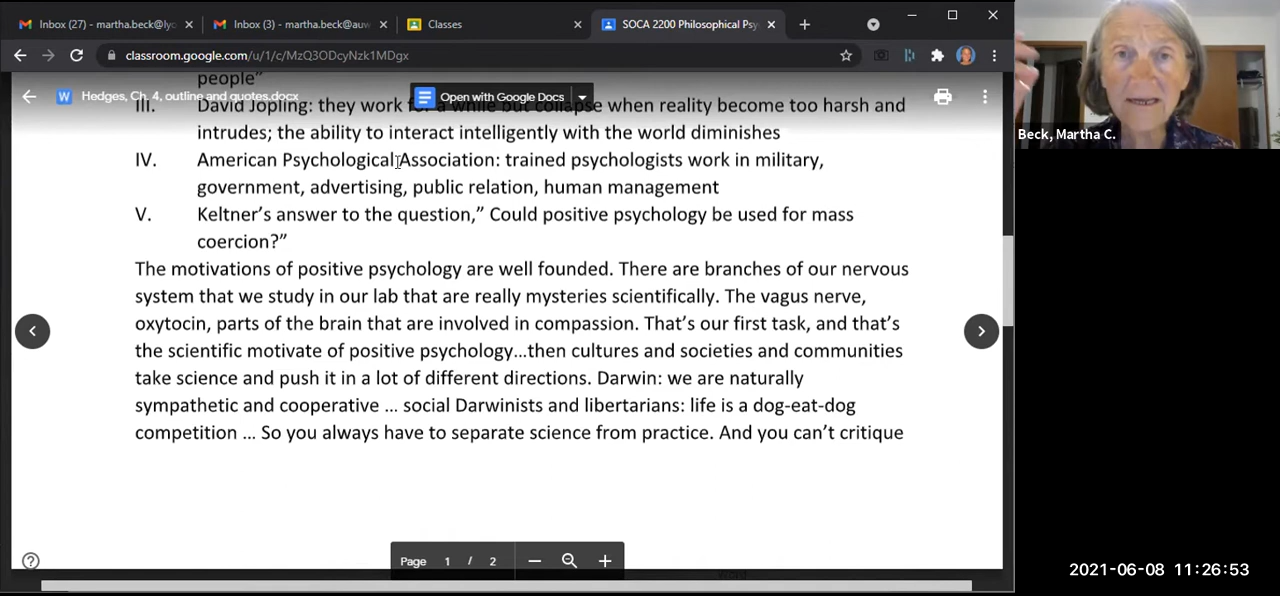 Inbox (27) - martha.beck@lyo
Inbox (3) - martha.beck@auw
Classes
SOCA 2200 Philosophical Psy
classroom.google.com/u/1/c/MzQ3ODcyNzk1MDgx
people”
Hedges, Ch. 4, outline and quotes.docx
Open with Google Docs
III. David Jopling: they work for a while but collapse when reality become too harsh and
intrudes; the ability to interact intelligently with the world diminishes
IV. American Psychological Association: trained psychologists work in military,
government, advertising, public relation, human management
V. Keltner’s answer to the question,” Could positive psychology be used for mass
coercion?”
The motivations of positive psychology are well founded. There are branches of our nervous
system that we study in our lab that are really mysteries scientifically. The vagus nerve,
oxytocin, parts of the brain that are involved in compassion. That’s our first task, and that’s
the scientific motivate of positive psychology…then cultures and societies and communities
take science and push it in a lot of different directions. Darwin: we are naturally
sympathetic and cooperative … social Darwinists and libertarians: life is a dog-eat-dog
competition … So you always have to separate science from practice. And you can’t critique
Page 1 / 2
Beck, Martha C.
2021-06-08 11:26:53